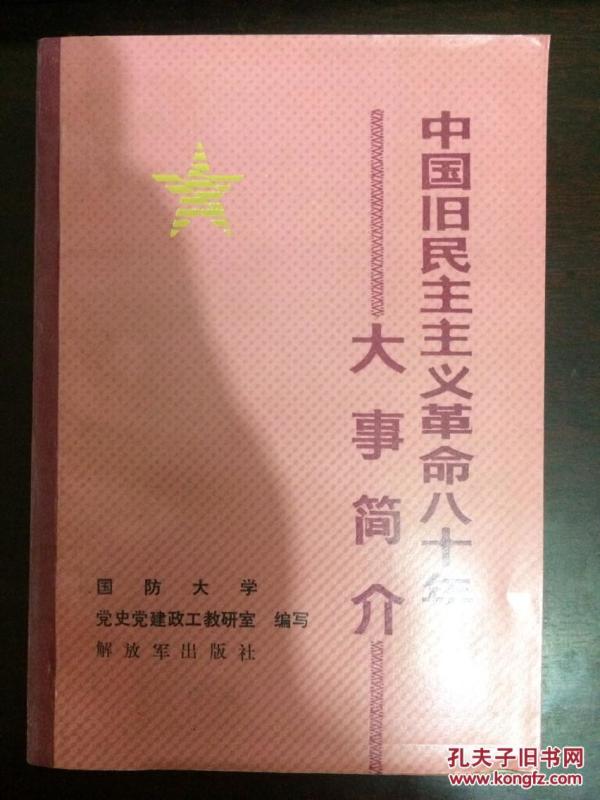 中国旧民主主义革命八十年
大事简介
国防大学
党史党建政工教研室 编写
解放军出版社
孔夫子旧书网
www.kongfz.com